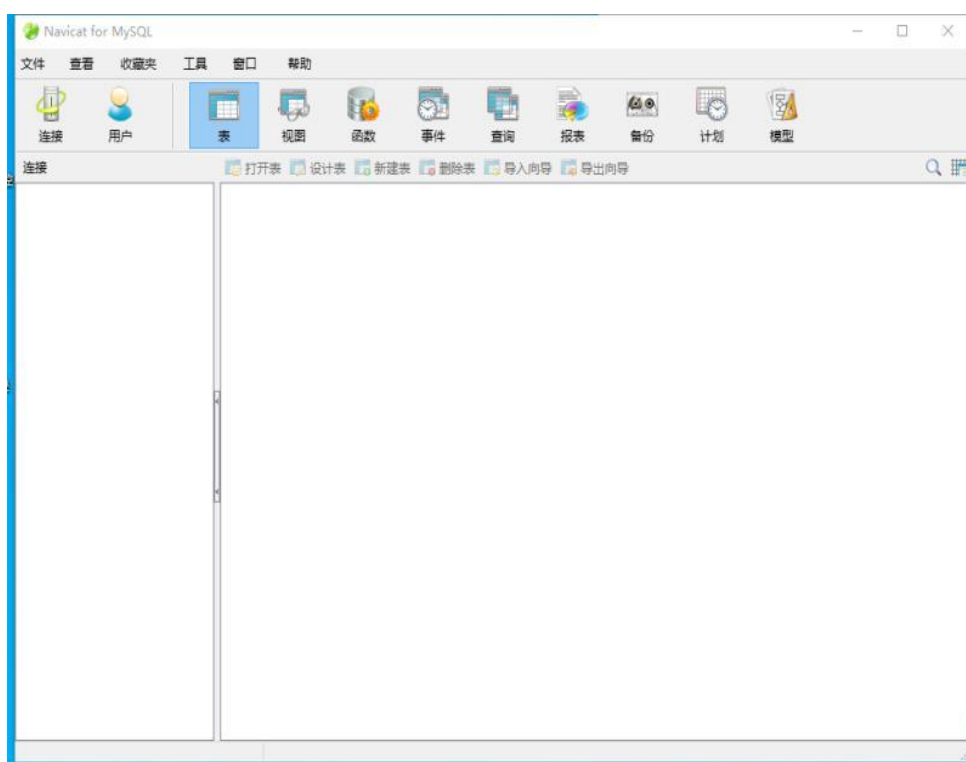 Navicat for MySQL
文件 查看 收藏夹 工具 窗口 帮助
连接 用户 表 视图 函数 事件 查询 报表 备份 计划 模型
连接 打开表 设计表 新建表 删除表 导入向导 导出向导